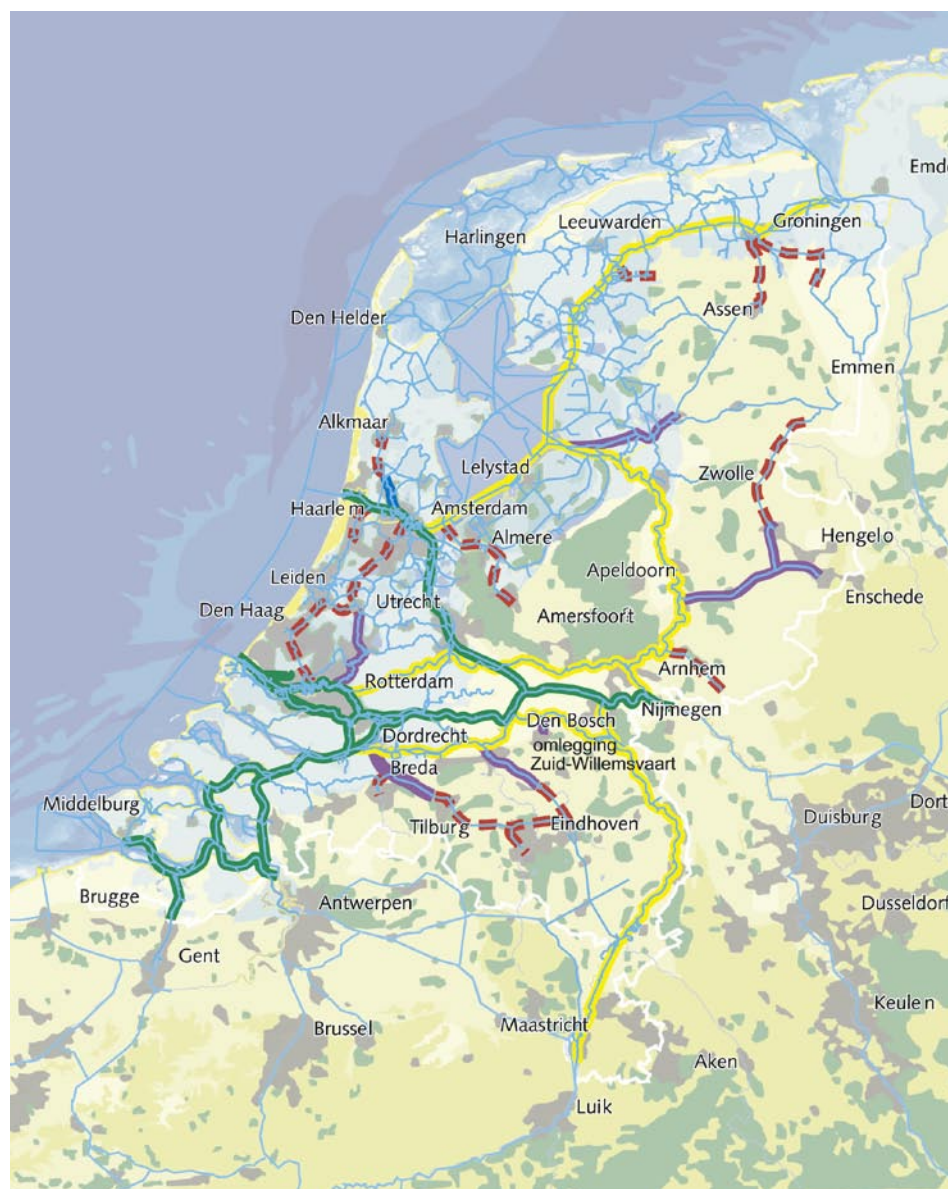 Emd
Leeuwarden
Groningen
Harlingen
Assen
Den Helder
Emmen
Alkmaar
Lelystad
Zwolle
Haarlem
Amsterdam
Almere
Hengelo
Leiden
Apeldoorn
Utrecht
Enschede
Den Haag
Amersfoort
Arnhem
Rotterdam
Nijmegen
Den Bosch
Dordrecht
omlegging
Zuid-Willemsvaart
Breda
Middelburg
Dort
Duisburg
Tilburg
Eindhoven
Brugge
Antwerpen
Dusseldorf
Gent
Keulen
Brussel
Maastricht
Aken
Luik